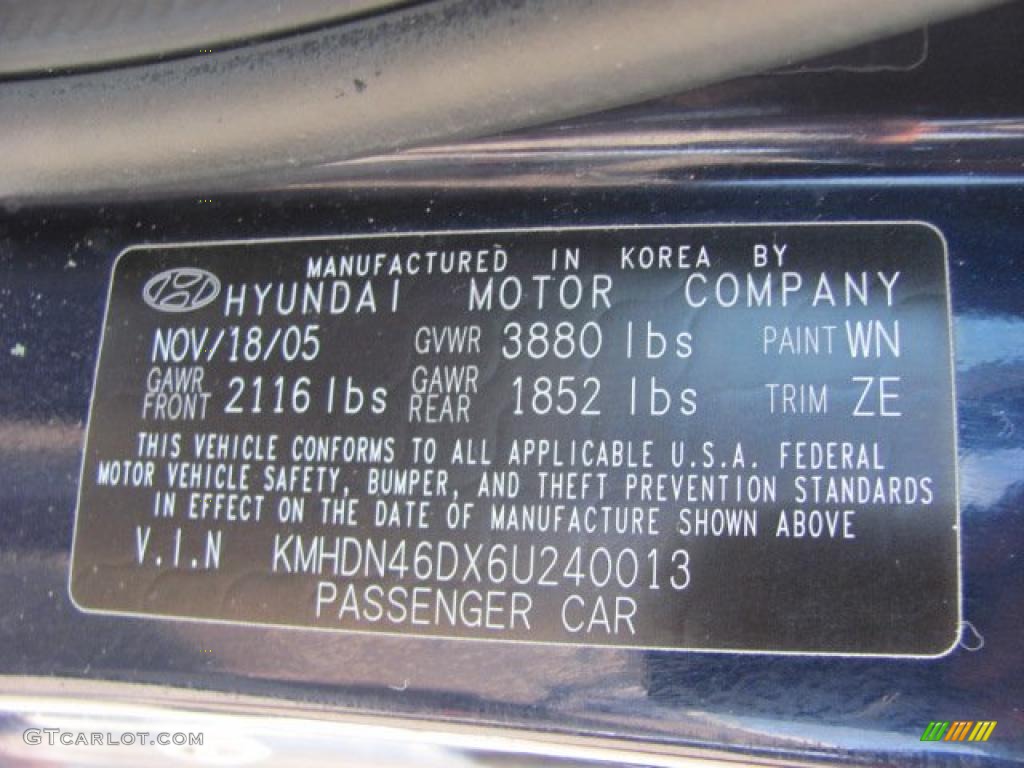 MANUFACTURED IN KOREA BY
HYUNDAI MOTOR COMPANY
NOV/18/05 GVWR 3880 lbs PAINT WN
GAWR FRONT 2116 lbs GAWR REAR 1852 lbs TRIM ZE
THIS VEHICLE CONFORMS TO ALL APPLICABLE U.S.A. FEDERAL
MOTOR VEHICLE SAFETY, BUMPER, AND THEFT PREVENTION STANDARDS
IN EFFECT ON THE DATE OF MANUFACTURE SHOWN ABOVE
V.I.N KMHDN46DX6U240013
PASSENGER CAR
GTCARLOT.COM